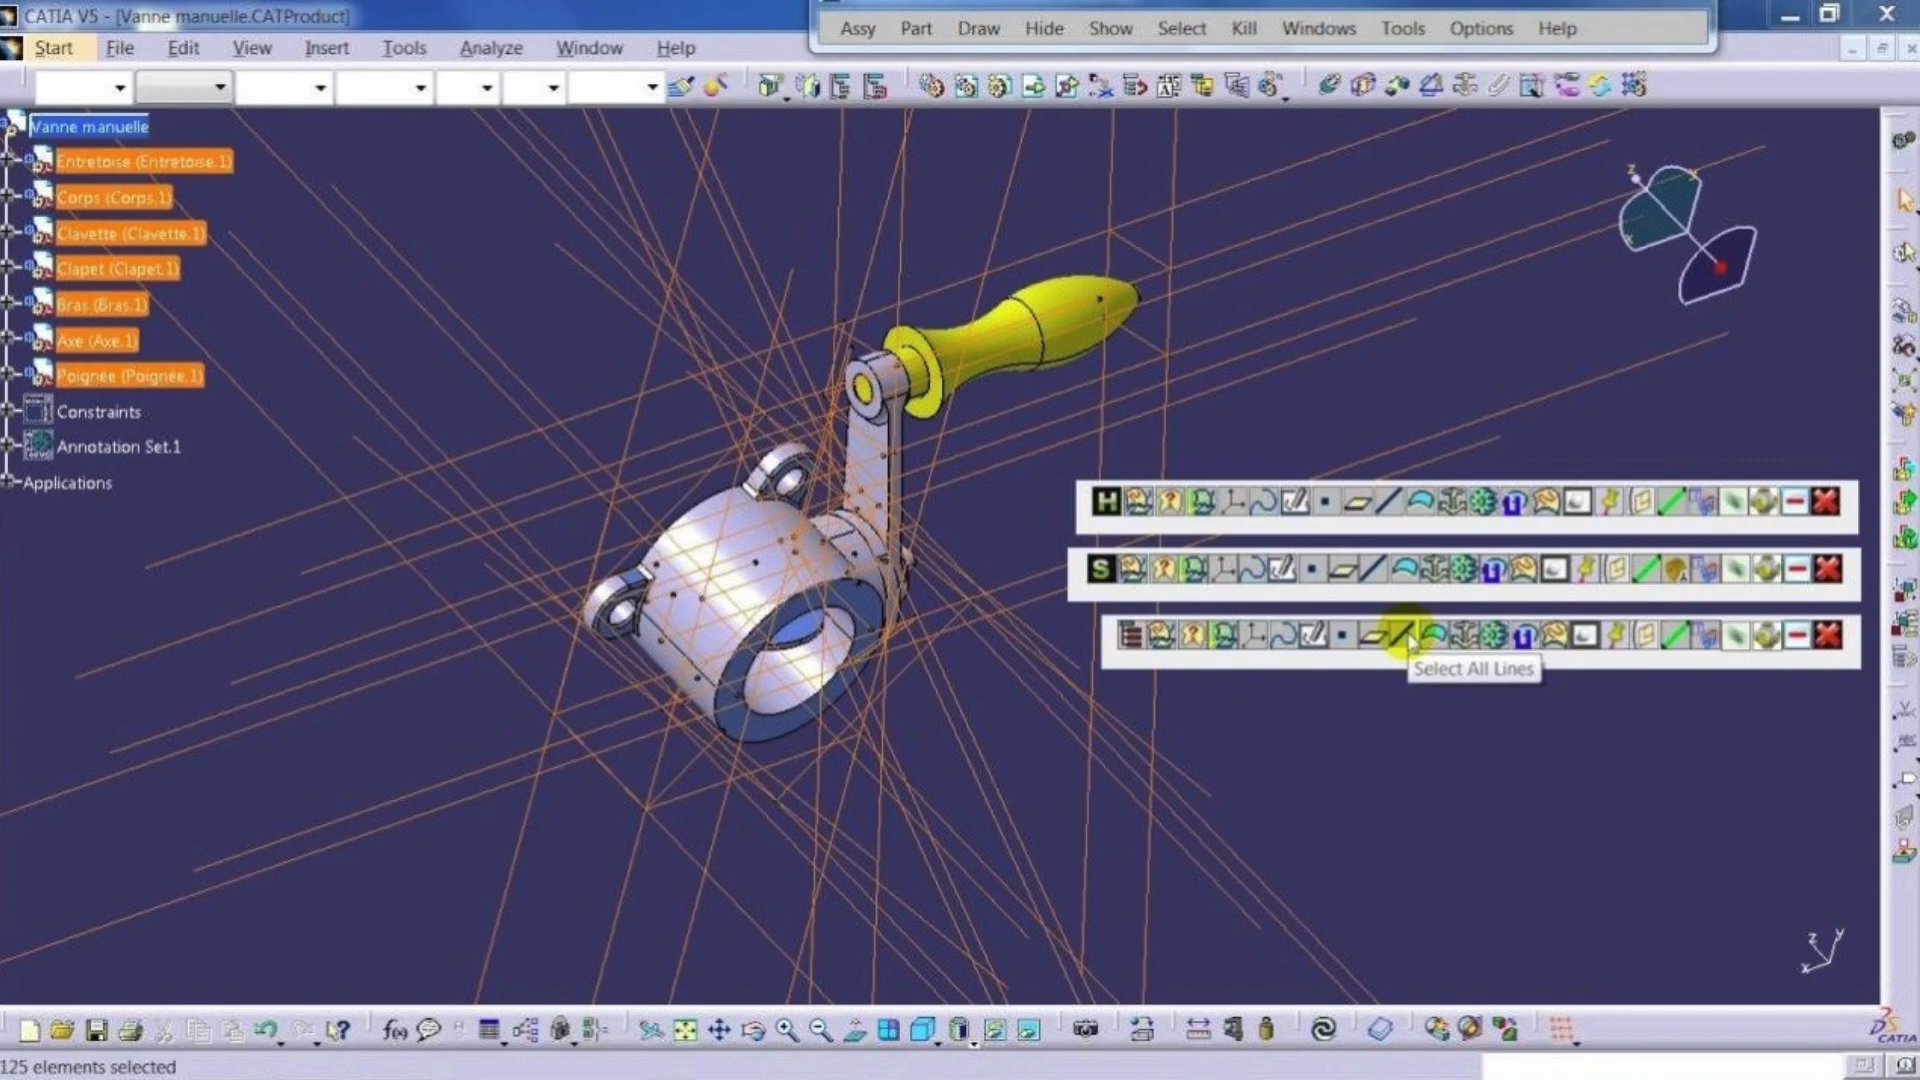 CATIA V5 - [Vanne manuelle.CATProduct]
Start File Edit View Insert Tools Analyze Window Help
Assy Part Draw Hide Show Select Kill Windows Tools Options Help
Vanne manuelle
Entretoise (Entretoise.1)
Corps (Corps.1)
Clavette (Clavette.1)
Clapet (Clapet.1)
Bras (Bras.1)
Axe (Axe.1)
Poignée (Poignée.1)
Constraints
Annotation Set.1
Applications
z
y
x
H
S
Select All Lines
z y
x
f(x)
CATIA
125 elements selected